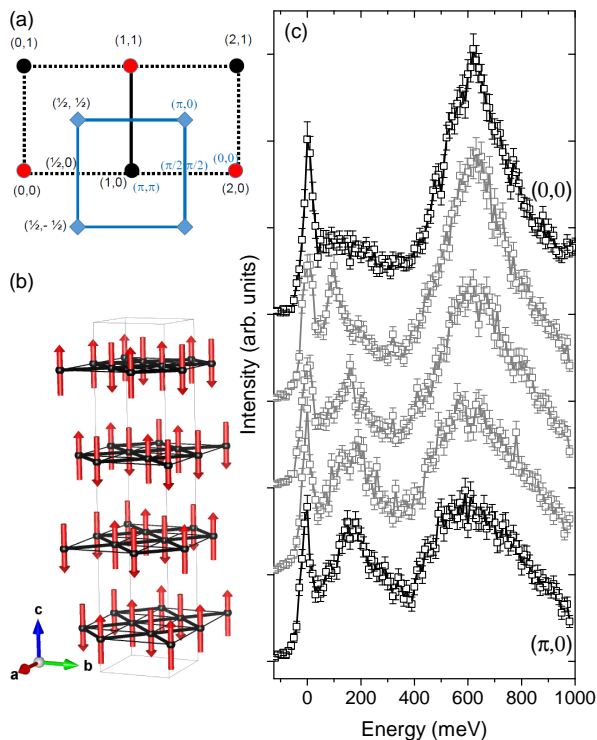 (a)
(0,1)
(1,1)
(2,1)
(½, ½)
(π,0)
(½,0)
(π/2 π/2)
(0,0)
(0,0)
(1,0)
(π,π)
(2,0)
(½,- ½)
(b)
c
a
b
(c)
(0,0)
(π,0)
Intensity (arb. units)
0 200 400 600 800 1000
Energy (meV)